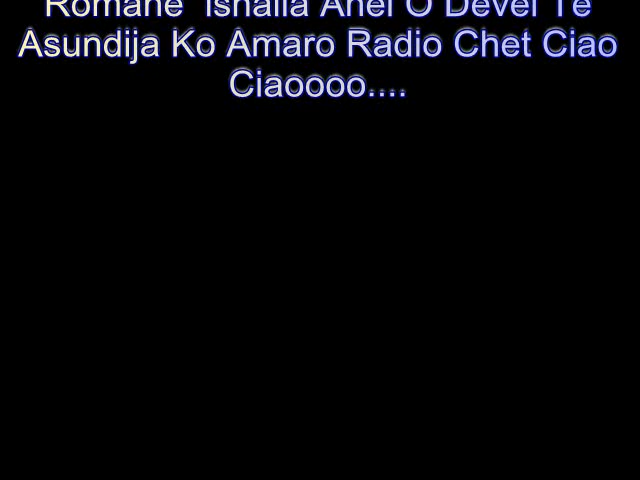 Romane Ishalla Anel O Devel Te
Asundija Ko Amaro Radio Chet Ciao
Ciaoooo....